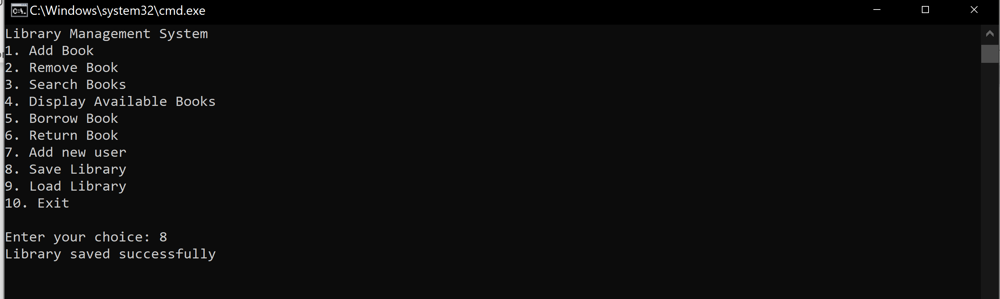 C:\Windows\system32\cmd.exe
Library Management System
1. Add Book
2. Remove Book
3. Search Books
4. Display Available Books
5. Borrow Book
6. Return Book
7. Add new user
8. Save Library
9. Load Library
10. Exit
Enter your choice: 8
Library saved successfully